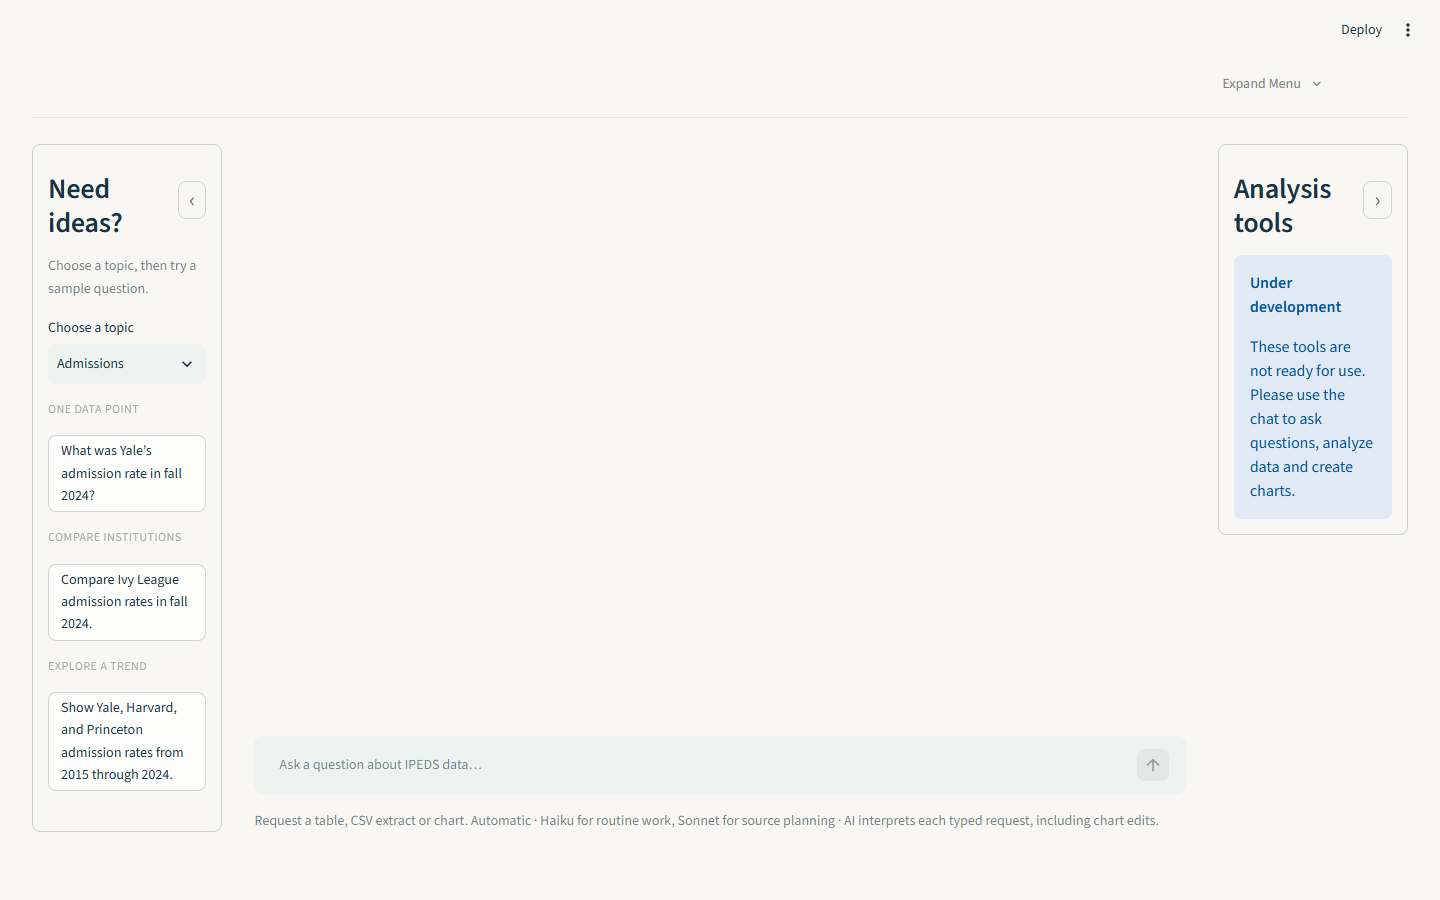 Deploy
Expand Menu
Need
ideas?
Choose a topic, then try a
sample question.
Choose a topic
Admissions
ONE DATA POINT
What was Yale’s
admission rate in fall
2024?
COMPARE INSTITUTIONS
Compare Ivy League
admission rates in fall
2024.
EXPLORE A TREND
Show Yale, Harvard,
and Princeton
admission rates from
2015 through 2024.
Ask a question about IPEDS data…
Request a table, CSV extract or chart. Automatic · Haiku for routine work, Sonnet for source planning · AI interprets each typed request, including chart edits.
Analysis
tools
Under
development
These tools are
not ready for use.
Please use the
chat to ask
questions, analyze
data and create
charts.